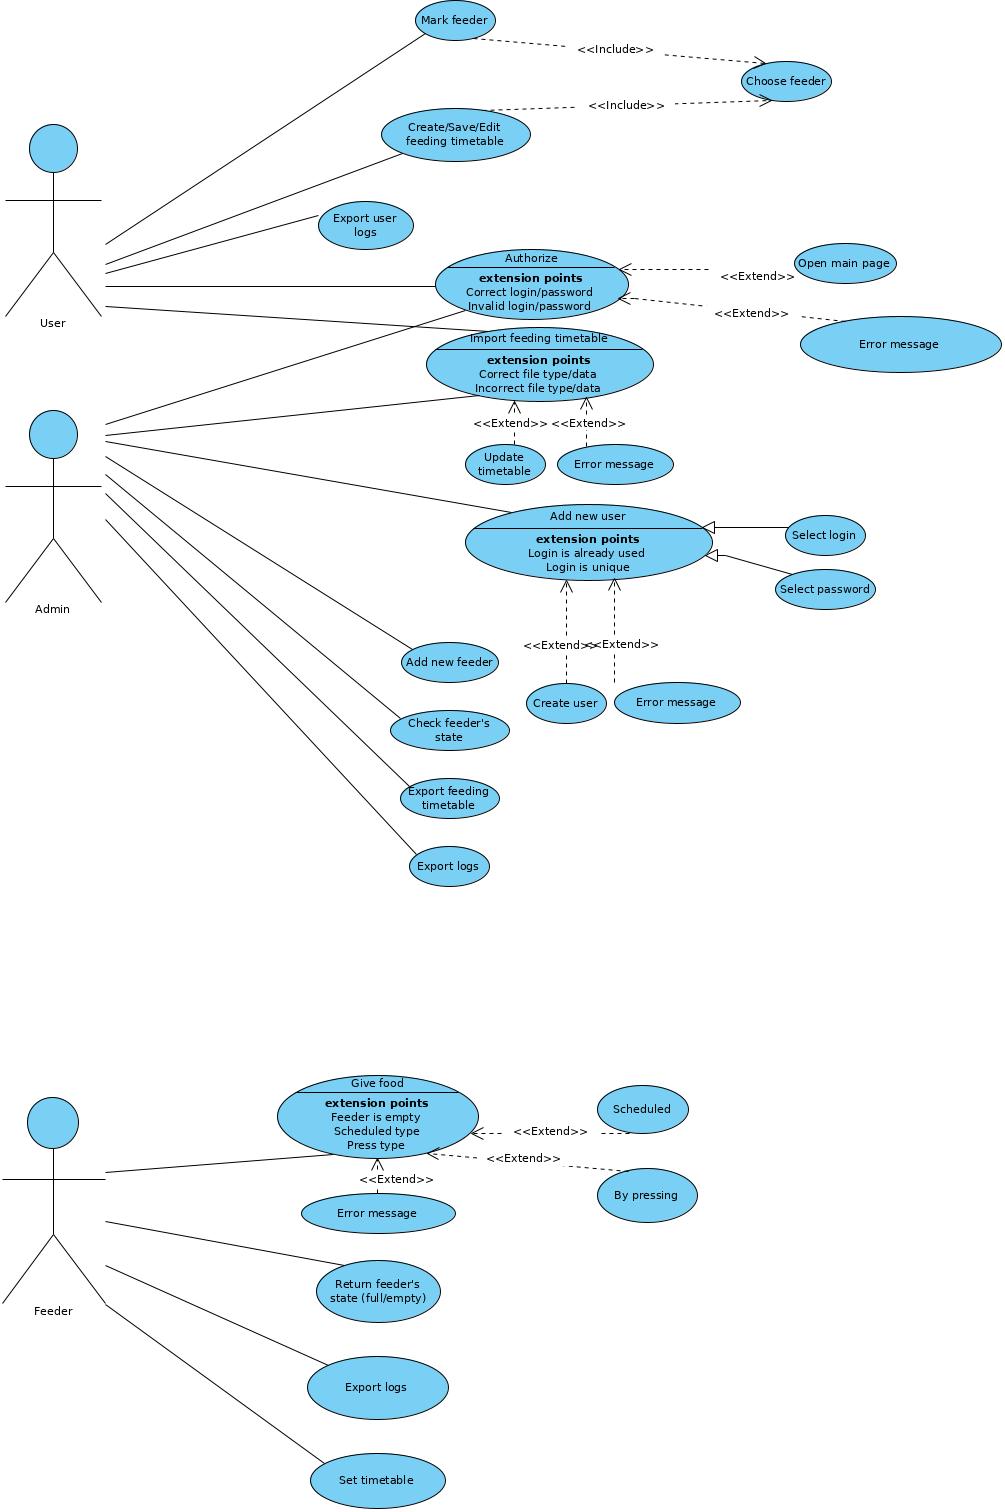 Mark feeder
<<Include>>
Choose feeder
<<Include>>
Create/Save/Edit
feeding timetable
Export user
logs
User
Authorize
extension points
Correct login/password
Invalid login/password
<<Extend>>
Open main page
<<Extend>>
Error message
Import feeding timetable
extension points
Correct file type/data
Incorrect file type/data
<<Extend>>
<<Extend>>
Update
timetable
Error message
Admin
Add new user
extension points
Login is already used
Login is unique
Select login
Select password
<<Extend>>
<<Extend>>
Create user
Error message
Add new feeder
Check feeder's
state
Export feeding
timetable
Export logs
Feeder
Give food
extension points
Feeder is empty
Scheduled type
Press type
<<Extend>>
Scheduled
<<Extend>>
By pressing
<<Extend>>
Error message
Return feeder's
state (full/empty)
Export logs
Set timetable